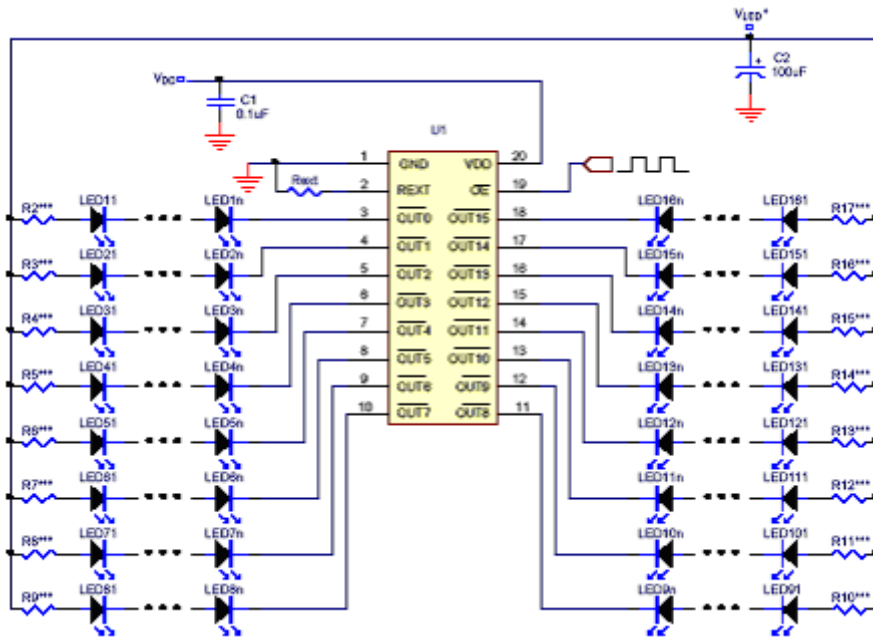 VLED*
C2
100uF
VDD
C1
0.1uF
U1
1 GND VDD 20
Rext 2 REXT OE 19
R2*** LED11 LED1n 3 OUT0 OUT15 18 LED16n LED161 R17***
R3*** LED21 LED2n 4 OUT1 OUT14 17 LED15n LED151 R16***
R4*** LED31 LED3n 5 OUT2 OUT13 16 LED14n LED141 R15***
R5*** LED41 LED4n 6 OUT3 OUT12 15 LED13n LED131 R14***
R6*** LED51 LED5n 7 OUT4 OUT11 14 LED12n LED121 R13***
R7*** LED61 LED6n 8 OUT5 OUT10 13 LED11n LED111 R12***
R8*** LED71 LED7n 9 OUT6 OUT9 12 LED10n LED101 R11***
R9*** LED81 LED8n 10 OUT7 OUT8 11 LED9n LED91 R10***